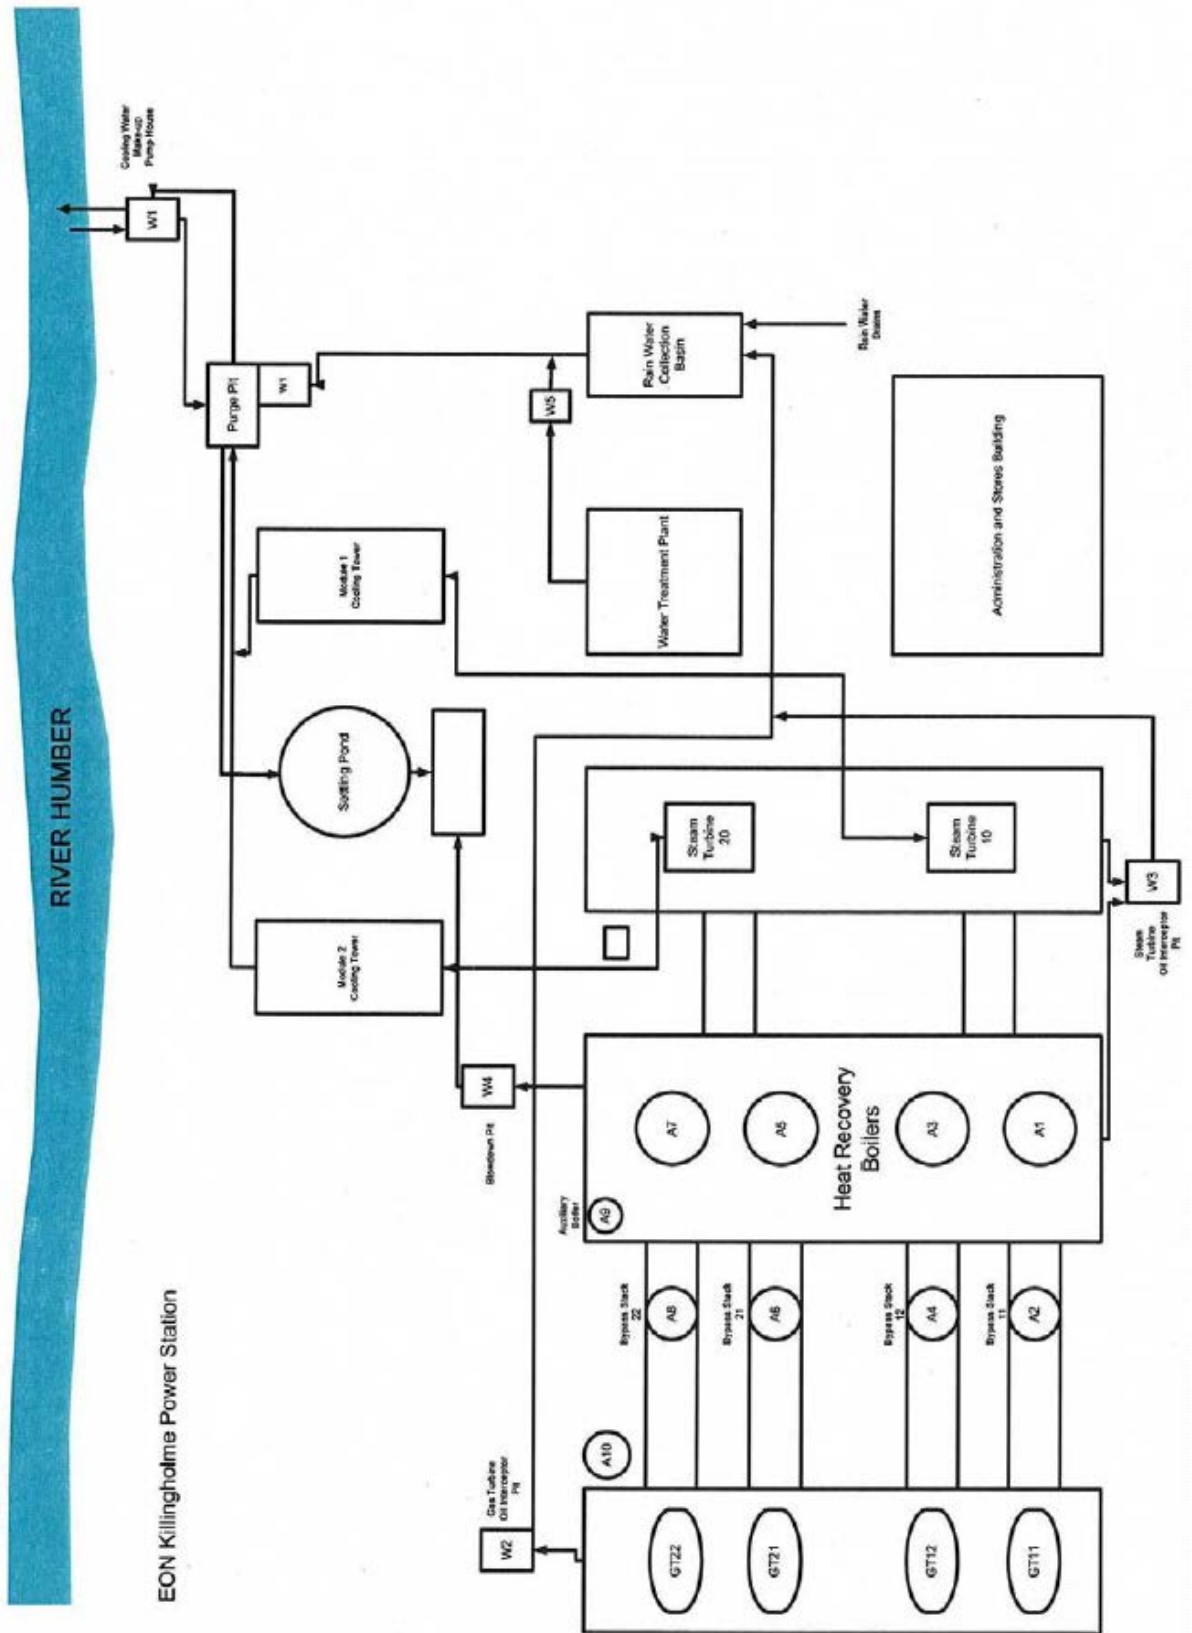 RIVER HUMBER
EON Killingholme Power Station
Cooling Water
Make-up
Pump House
W1
Purge Pit
W1
Rain Water
Collection
Basin
Rain Water
Drains
W5
Water Treatment Plant
Administration and Stores Building
Module 1
Cooling Tower
Settling Pond
Module 2
Cooling Tower
Steam
Turbine
20
Steam
Turbine
10
W3
Steam
Turbine
Oil Interceptor
Pit
W4
Blowdown Pit
Heat Recovery
Boilers
A7
A5
A3
A1
Auxiliary
Boiler
A9
Bypass Stack
22
A8
Bypass Stack
21
A6
Bypass Stack
12
A4
Bypass Stack
11
A2
A10
Gas Turbine
Oil Interceptor
Pit
W2
GT22
GT21
GT12
GT11